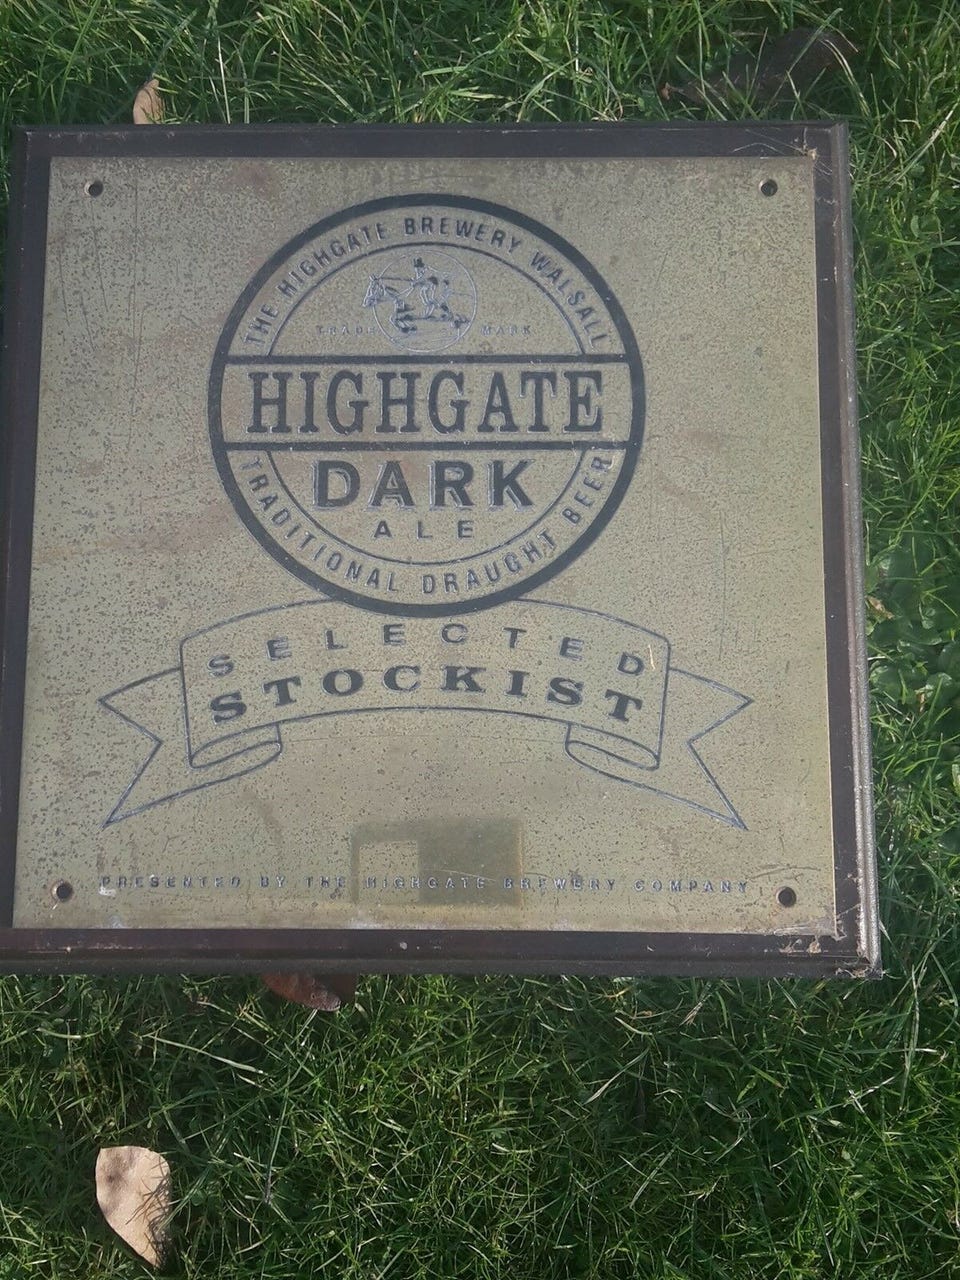 THE HIGHGATE BREWERY WALSALL
TRADE MARK
HIGHGATE
DARK
ALE
TRADITIONAL DRAUGHT BEER
SELECTED
STOCKIST
PRESENTED BY THE HIGHGATE BREWERY COMPANY